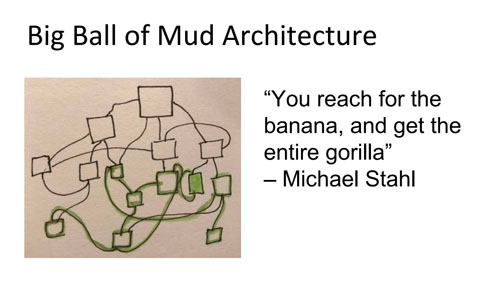 Big Ball of Mud Architecture
“You reach for the
banana, and get the
entire gorilla”
– Michael Stahl